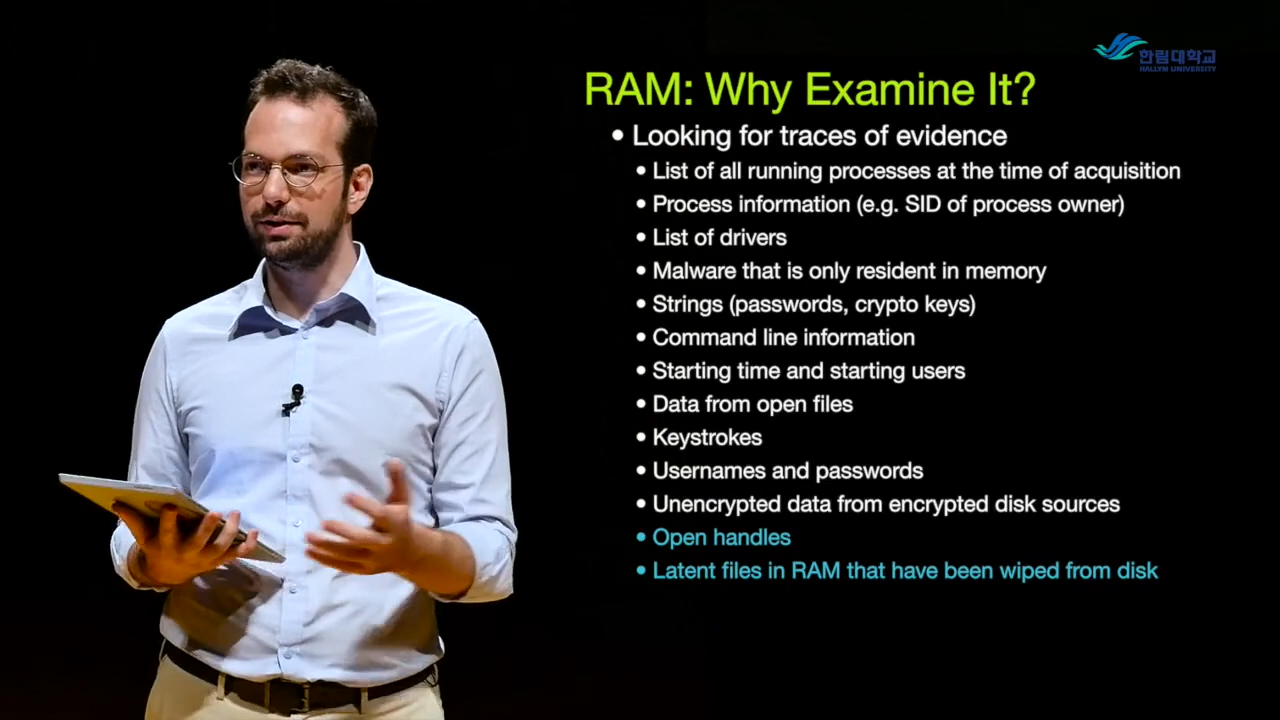 한림대학교
HALLYM UNIVERSITY
RAM: Why Examine It?
• Looking for traces of evidence
• List of all running processes at the time of acquisition
• Process information (e.g. SID of process owner)
• List of drivers
• Malware that is only resident in memory
• Strings (passwords, crypto keys)
• Command line information
• Starting time and starting users
• Data from open files
• Keystrokes
• Usernames and passwords
• Unencrypted data from encrypted disk sources
• Open handles
• Latent files in RAM that have been wiped from disk